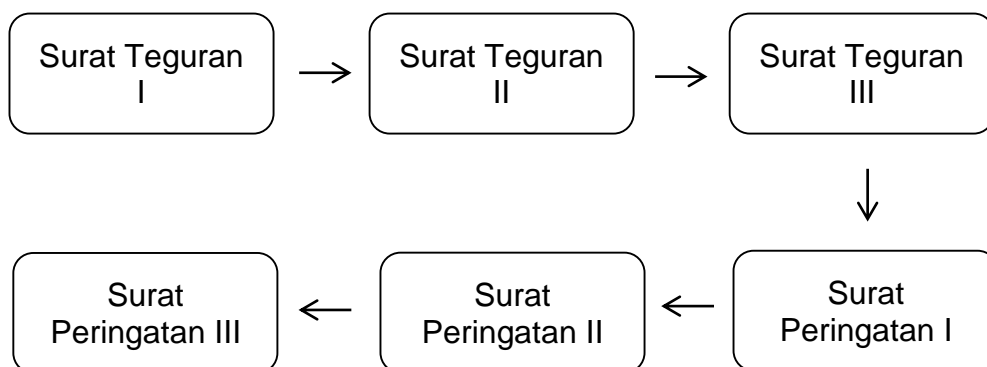 Surat Teguran
I
Surat Teguran
II
Surat Teguran
III
Surat
Peringatan I
Surat
Peringatan II
Surat
Peringatan III